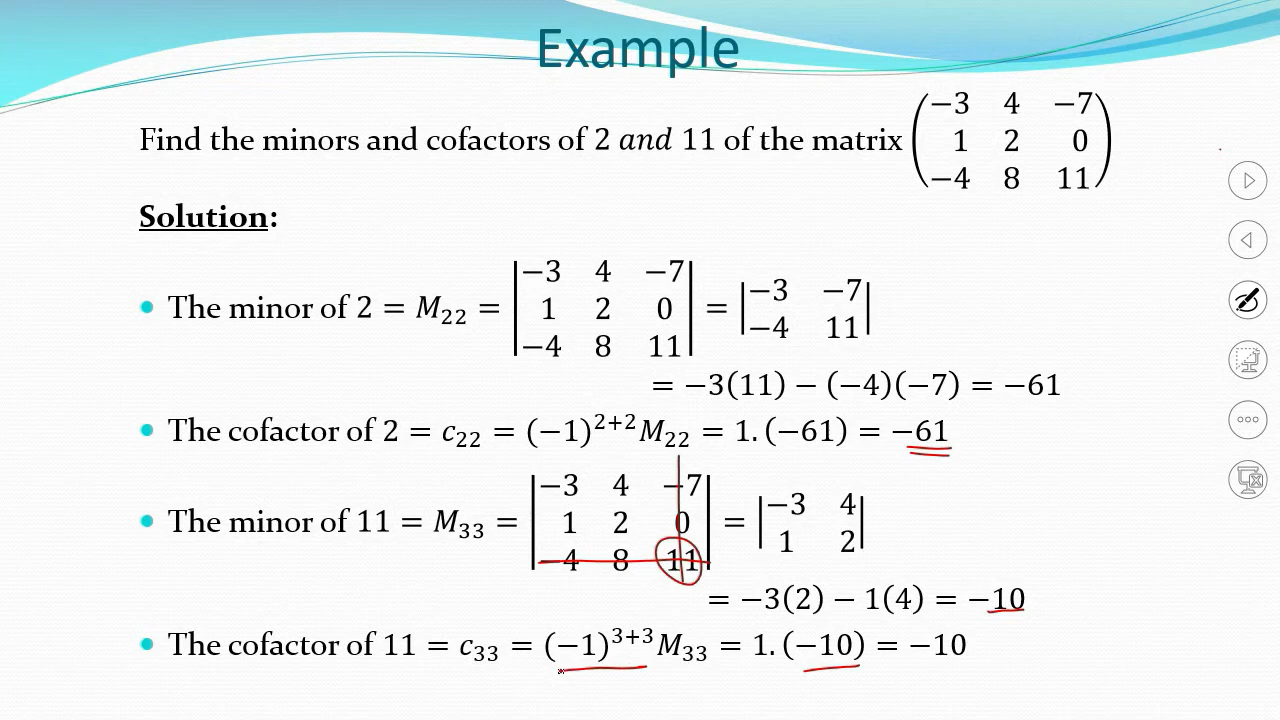 Example
Find the minors and cofactors of 2 and 11 of the matrix
−3 4 −7
1 2 0
−4 8 11
Solution:
• The minor of 2 = M₂₂ = |−3 4 −7
1 2 0
−4 8 11| = |−3 −7
−4 11|
= −3(11) − (−4)(−7) = −61
• The cofactor of 2 = c₂₂ = (−1)²⁺²M₂₂ = 1. (−61) = −61
• The minor of 11 = M₃₃ = |−3 4 −7
1 2 0
−4 8 11| = |−3 4
1 2|
= −3(2) − 1(4) = −10
• The cofactor of 11 = c₃₃ = (−1)³⁺³M₃₃ = 1. (−10) = −10